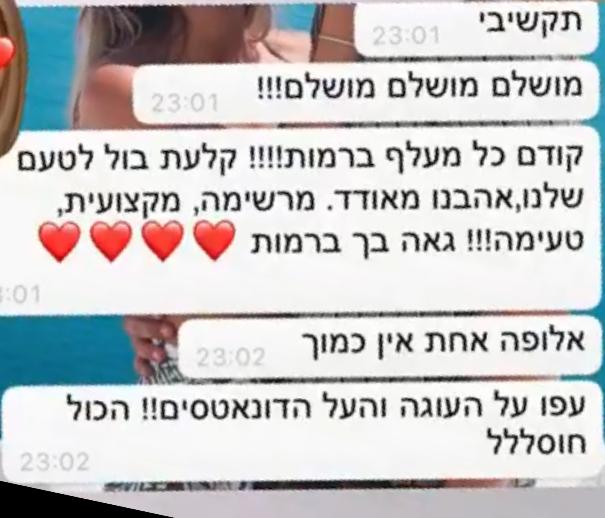 תקשיבי
23:01
מושלם מושלם מושלם!!!
23:01
קודם כל מעלף ברמות!!!! קלעת בול לטעם
שלנו,אהבנו מאודד. מרשימה, מקצועית,
טעימה!!! גאה בך ברמות ❤️❤️❤️❤️
:01
אלופה אחת אין כמוך
23:02
עפו על העוגה והעל הדונאטסים!! הכול
חוסללל
23:02